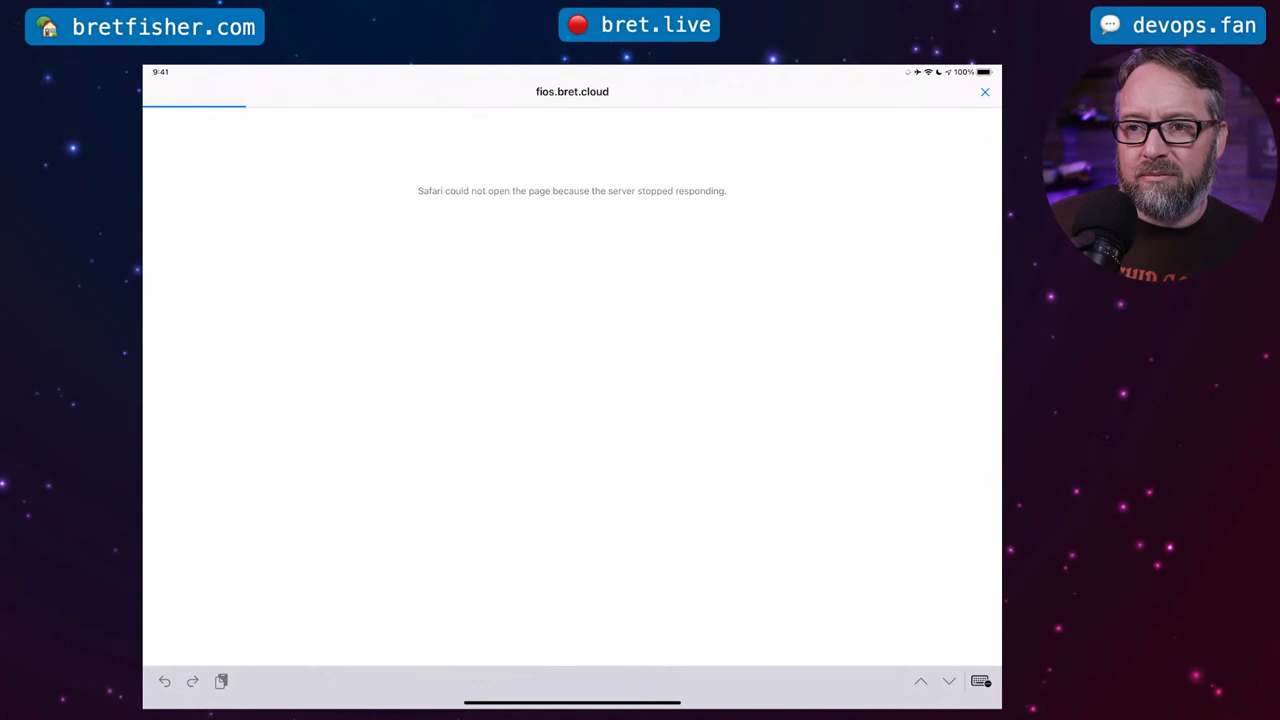 bretfisher.com
bret.live
devops.fan
9:41
100%
fios.bret.cloud
Safari could not open the page because the server stopped responding.